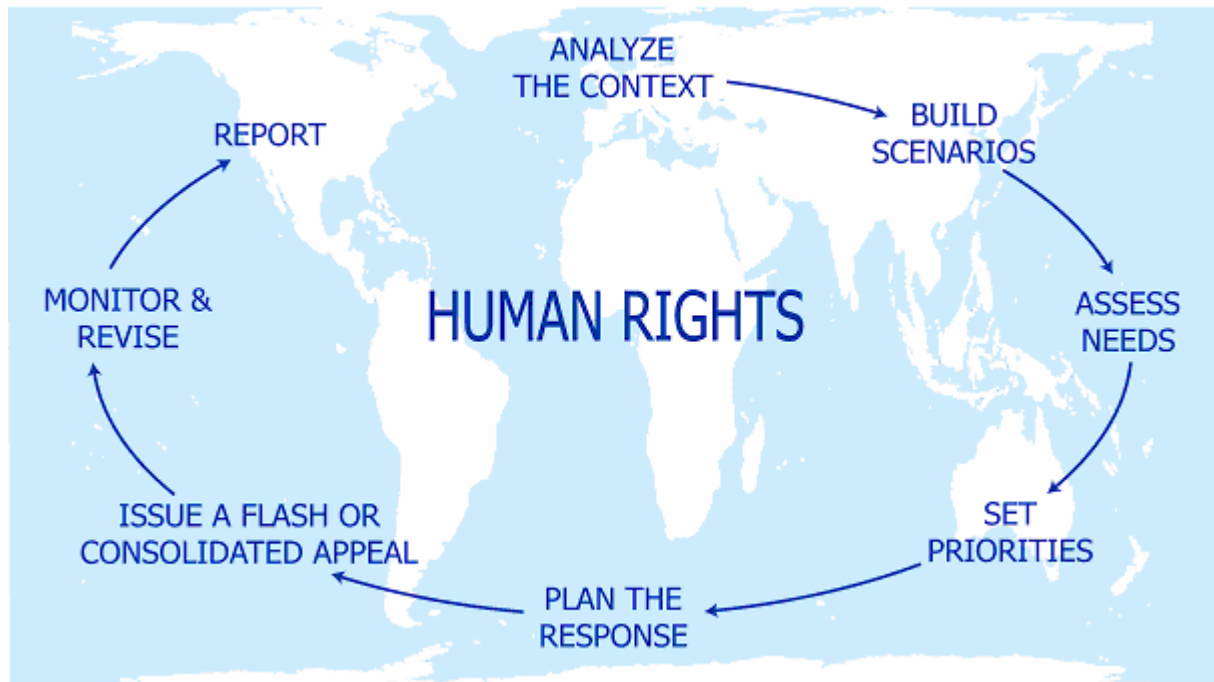 ANALYZE
THE CONTEXT
BUILD
SCENARIOS
ASSESS
NEEDS
SET
PRIORITIES
PLAN THE
RESPONSE
ISSUE A FLASH OR
CONSOLIDATED APPEAL
MONITOR &
REVISE
REPORT
HUMAN RIGHTS